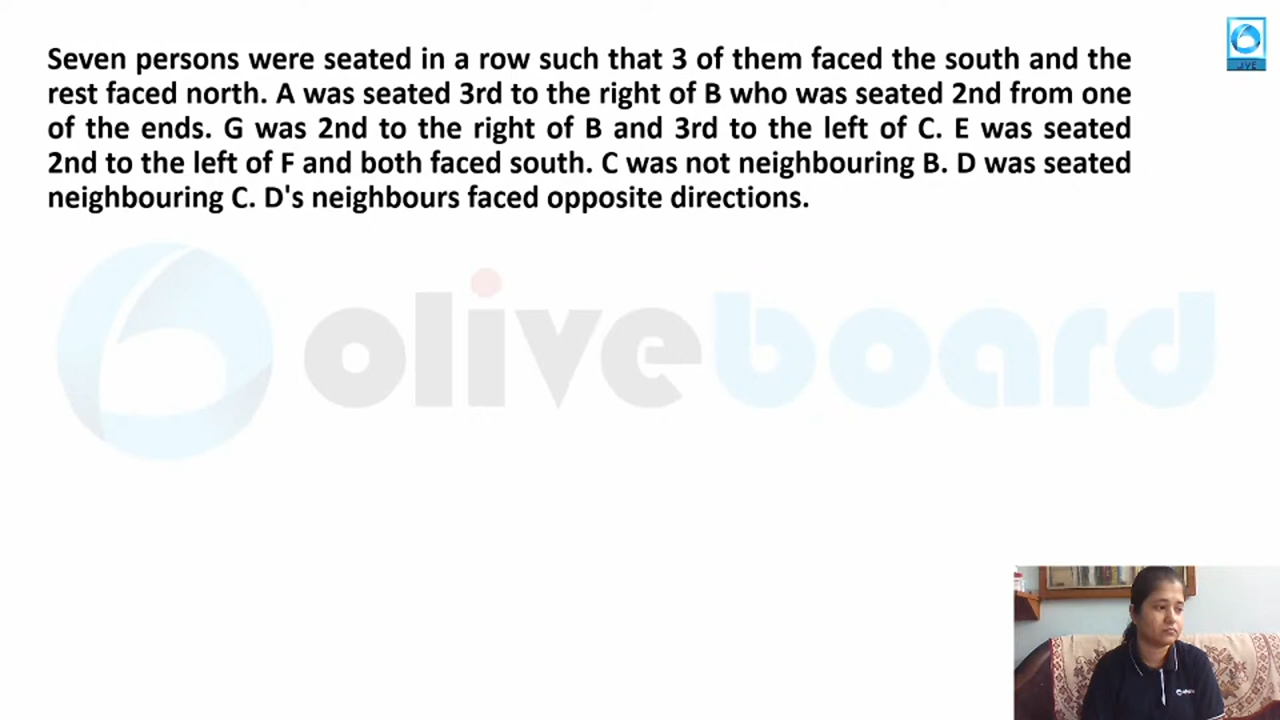 Seven persons were seated in a row such that 3 of them faced the south and the
rest faced north. A was seated 3rd to the right of B who was seated 2nd from one
of the ends. G was 2nd to the right of B and 3rd to the left of C. E was seated
2nd to the left of F and both faced south. C was not neighbouring B. D was seated
neighbouring C. D's neighbours faced opposite directions.
oliveboard
LIVE